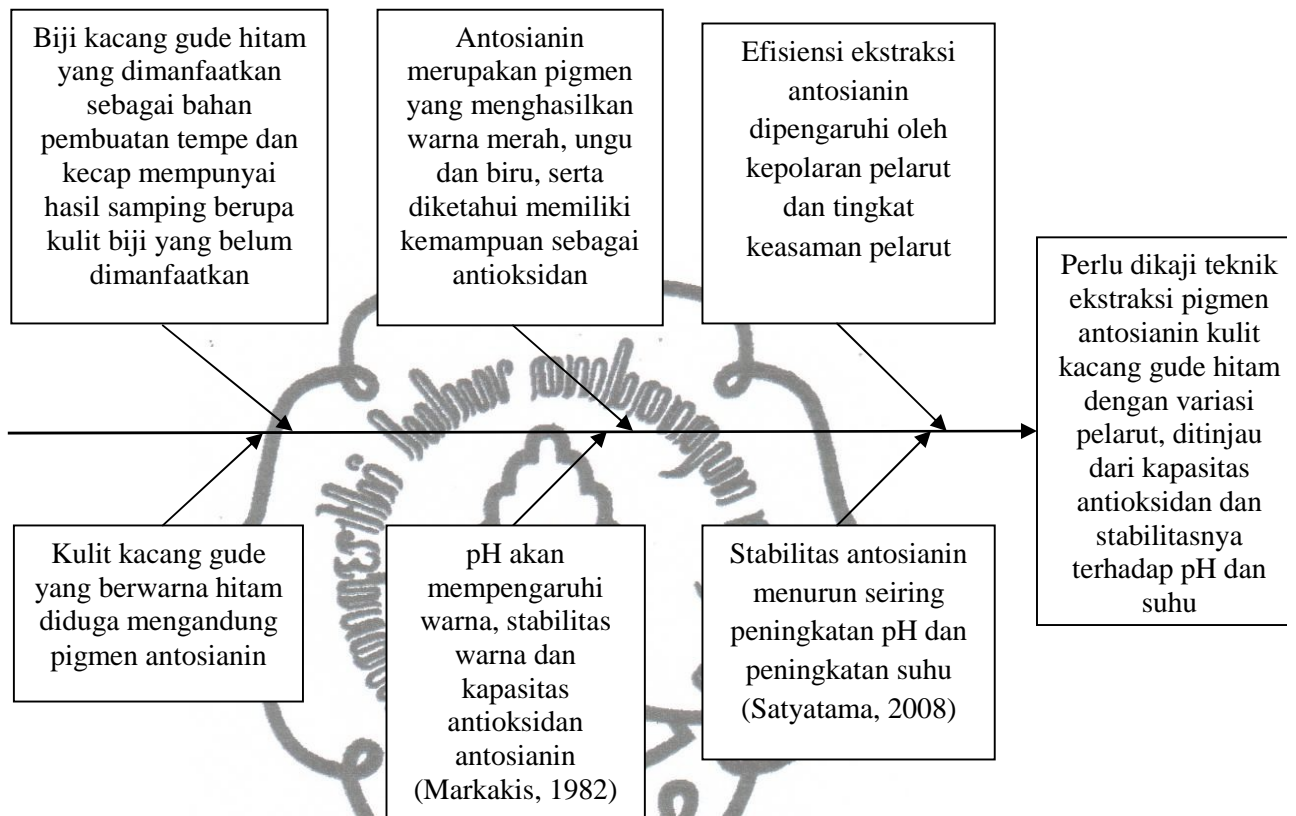 Biji kacang gude hitam
yang dimanfaatkan
sebagai bahan
pembuatan tempe dan
kecap mempunyai
hasil samping berupa
kulit biji yang belum
dimanfaatkan
Antosianin
merupakan pigmen
yang menghasilkan
warna merah, ungu
dan biru, serta
diketahui memiliki
kemampuan sebagai
antioksidan
Efisiensi ekstraksi
antosianin
dipengaruhi oleh
kepolaran pelarut
dan tingkat
keasaman pelarut
Perlu dikaji teknik
ekstraksi pigmen
antosianin kulit
kacang gude hitam
dengan variasi
pelarut, ditinjau
dari kapasitas
antioksidan dan
stabilitasnya
terhadap pH dan
suhu
Kulit kacang gude
yang berwarna hitam
diduga mengandung
pigmen antosianin
pH akan
mempengaruhi
warna, stabilitas
warna dan
kapasitas
antioksidan
antosianin
(Markakis, 1982)
Stabilitas antosianin
menurun seiring
peningkatan pH dan
peningkatan suhu
(Satyatama, 2008)